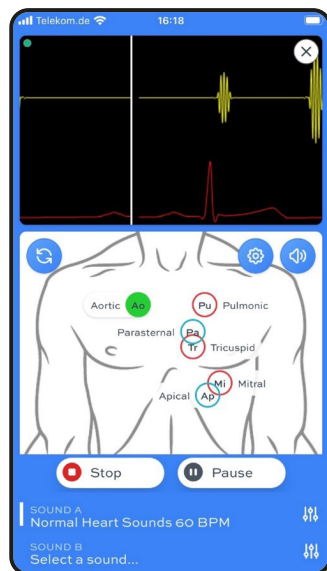 Telekom.de 16:18
Aortic Ao Pu Pulmonic
Parasternal Pa
Tr Tricuspid
Mi Mitral
Apical Ap
Stop Pause
SOUND A
Normal Heart Sounds 60 BPM
SOUND B
Select a sound...